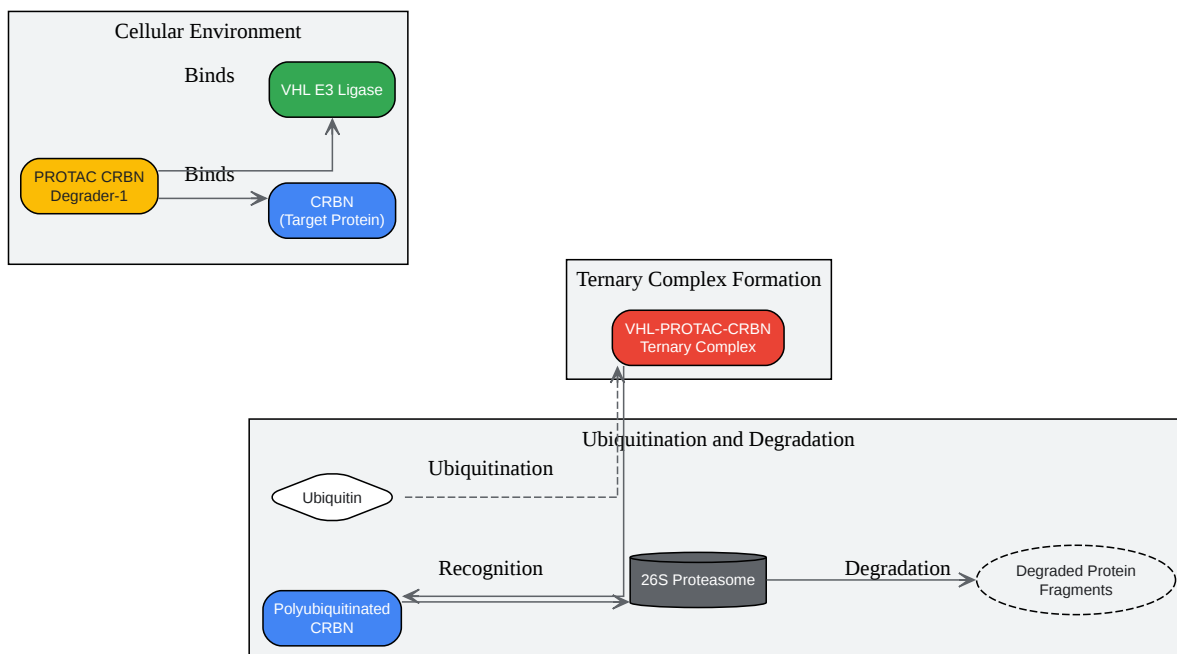 Cellular Environment
Binds
VHL E3 Ligase
PROTAC CRBN
Degrader-1
Binds
CRBN
(Target Protein)
Ternary Complex Formation
VHL-PROTAC-CRBN
Ternary Complex
Ubiquitination and Degradation
Ubiquitination
Ubiquitin
Recognition
26S Proteasome
Degradation
Degraded Protein
Fragments
Polyubiquitinated
CRBN